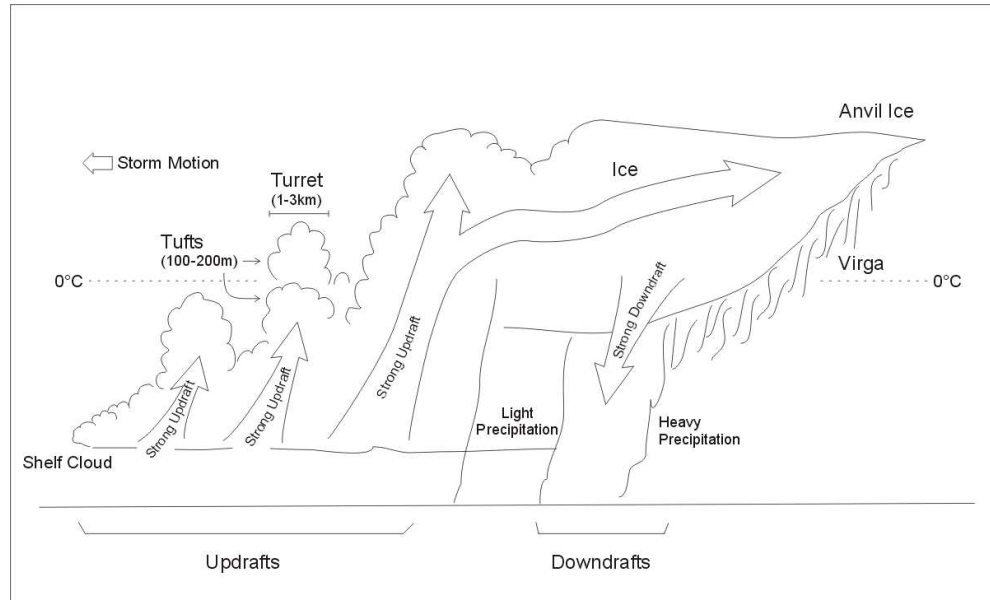 Anvil Ice
Storm Motion
Ice
Turret
(1-3km)
Tufts
(100-200m)
Virga
0°C
0°C
Strong Downdraft
Strong Updraft
Strong Updraft
Strong Updraft
Light
Precipitation
Heavy
Precipitation
Shelf Cloud
Updrafts
Downdrafts